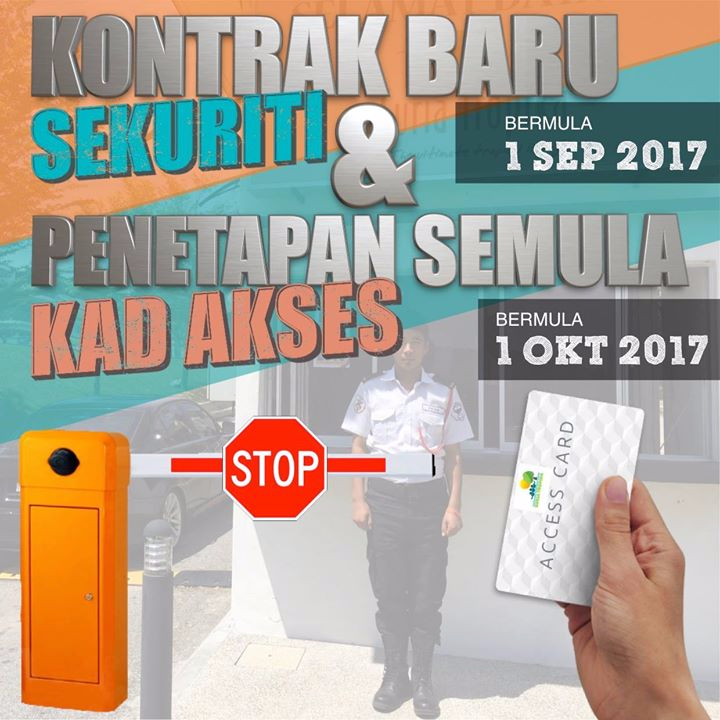 KONTRAK BARU
SEKURITI
&
BERMULA
1 SEP 2017
PENETAPAN SEMULA
KAD AKSES
BERMULA
1 OKT 2017
STOP
ACCESS CARD